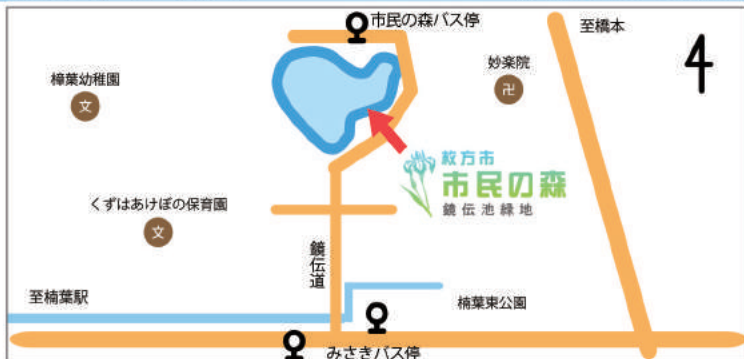 市民の森バス停
至橋本
樟葉幼稚園
文
妙楽院
卍
枚方市
市民の森
鏡伝池緑地
くずはあけぼの保育園
文
鏡伝道
至楠葉駅
楠葉東公園
みさきバス停